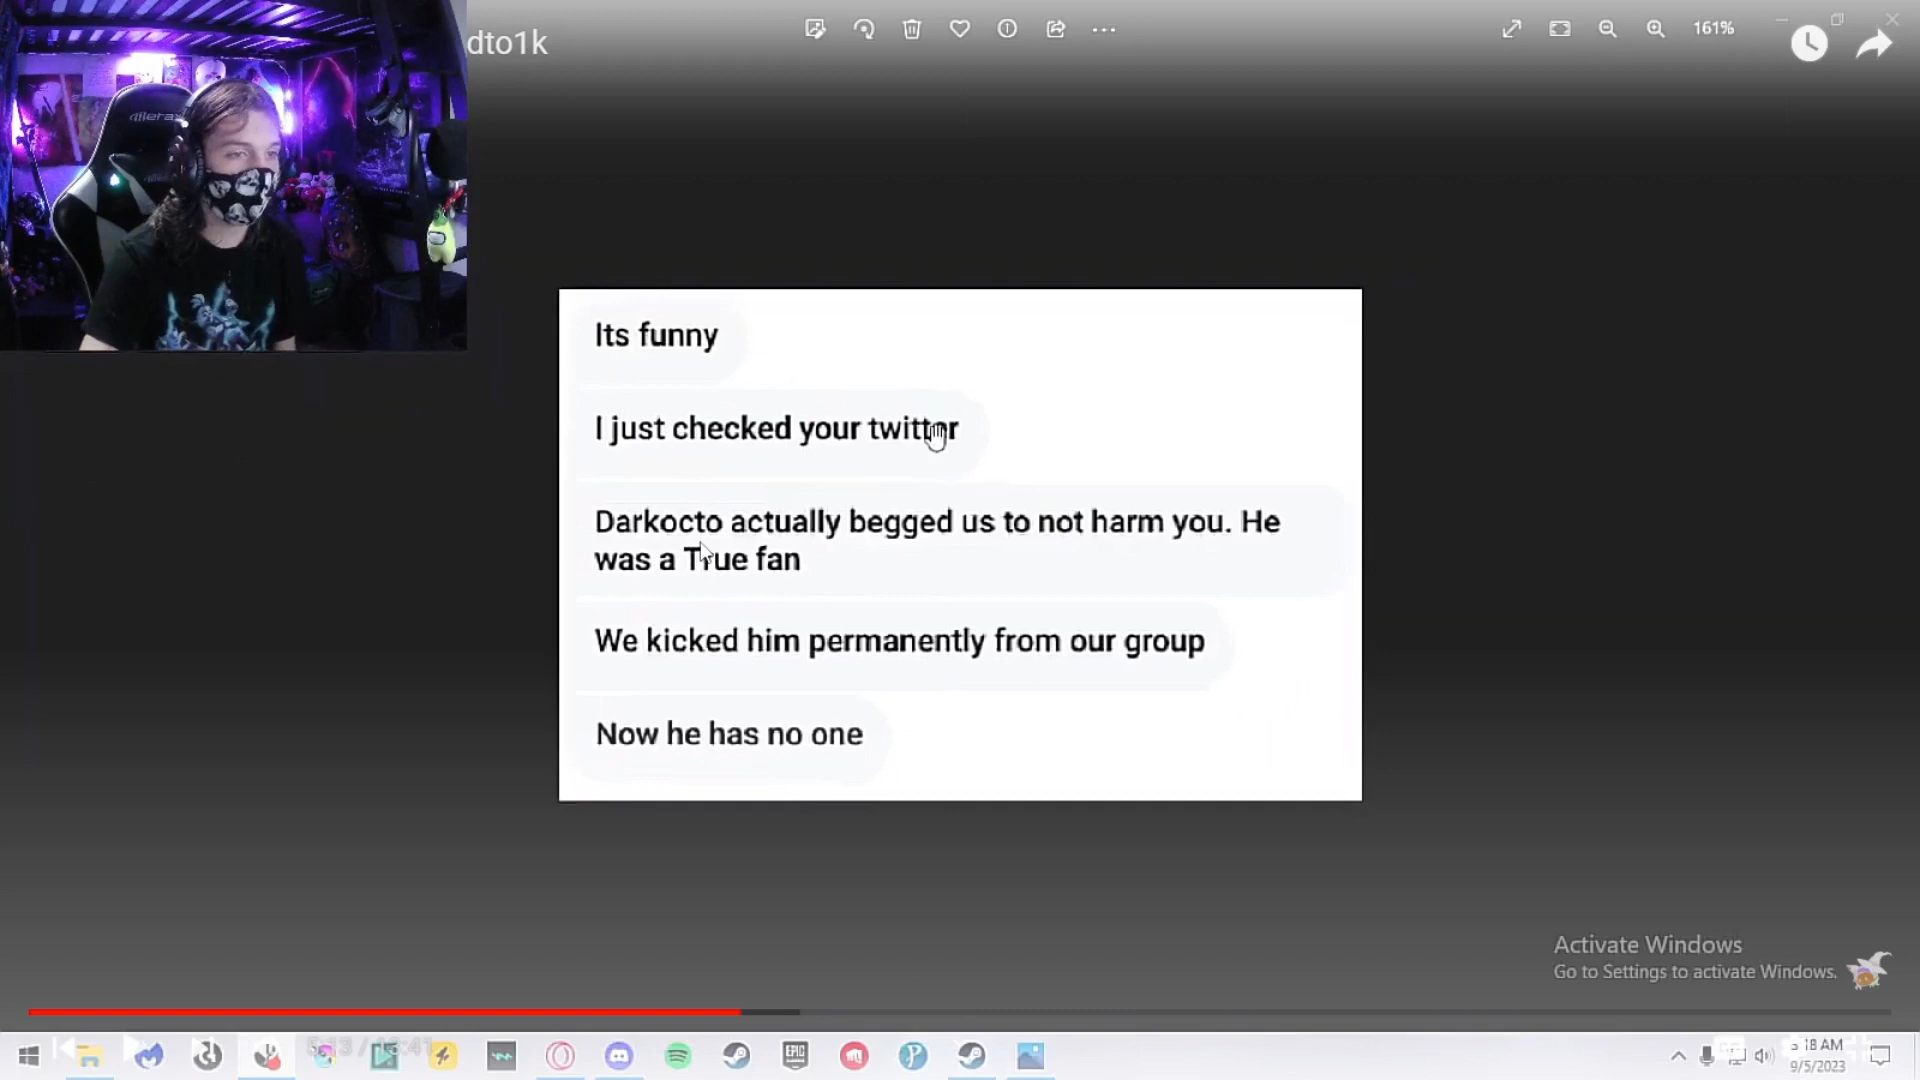 dto1k
161%
Its funny
I just checked your twitter
Darkocto actually begged us to not harm you. He
was a True fan
We kicked him permanently from our group
Now he has no one
Activate Windows
Go to Settings to activate Windows.
EPIC
9/5/2023